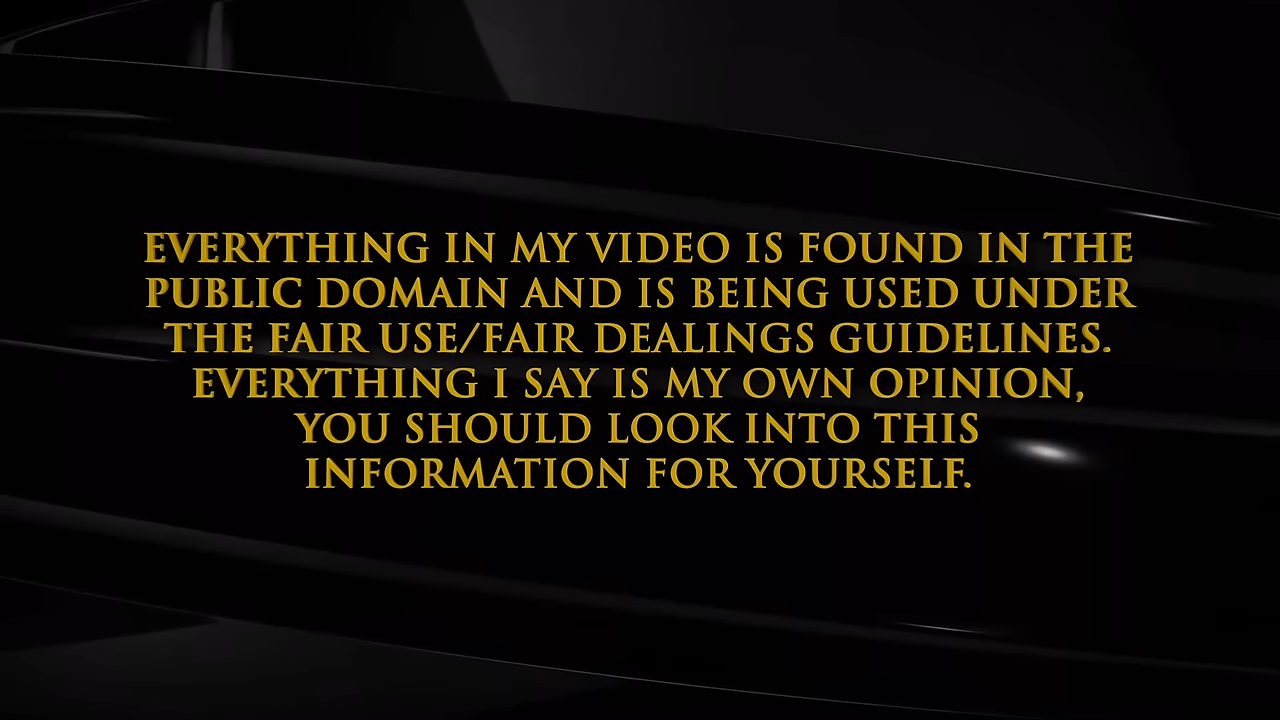 EVERYTHING IN MY VIDEO IS FOUND IN THE
PUBLIC DOMAIN AND IS BEING USED UNDER
THE FAIR USE/FAIR DEALINGS GUIDELINES.
EVERYTHING I SAY IS MY OWN OPINION,
YOU SHOULD LOOK INTO THIS
INFORMATION FOR YOURSELF.